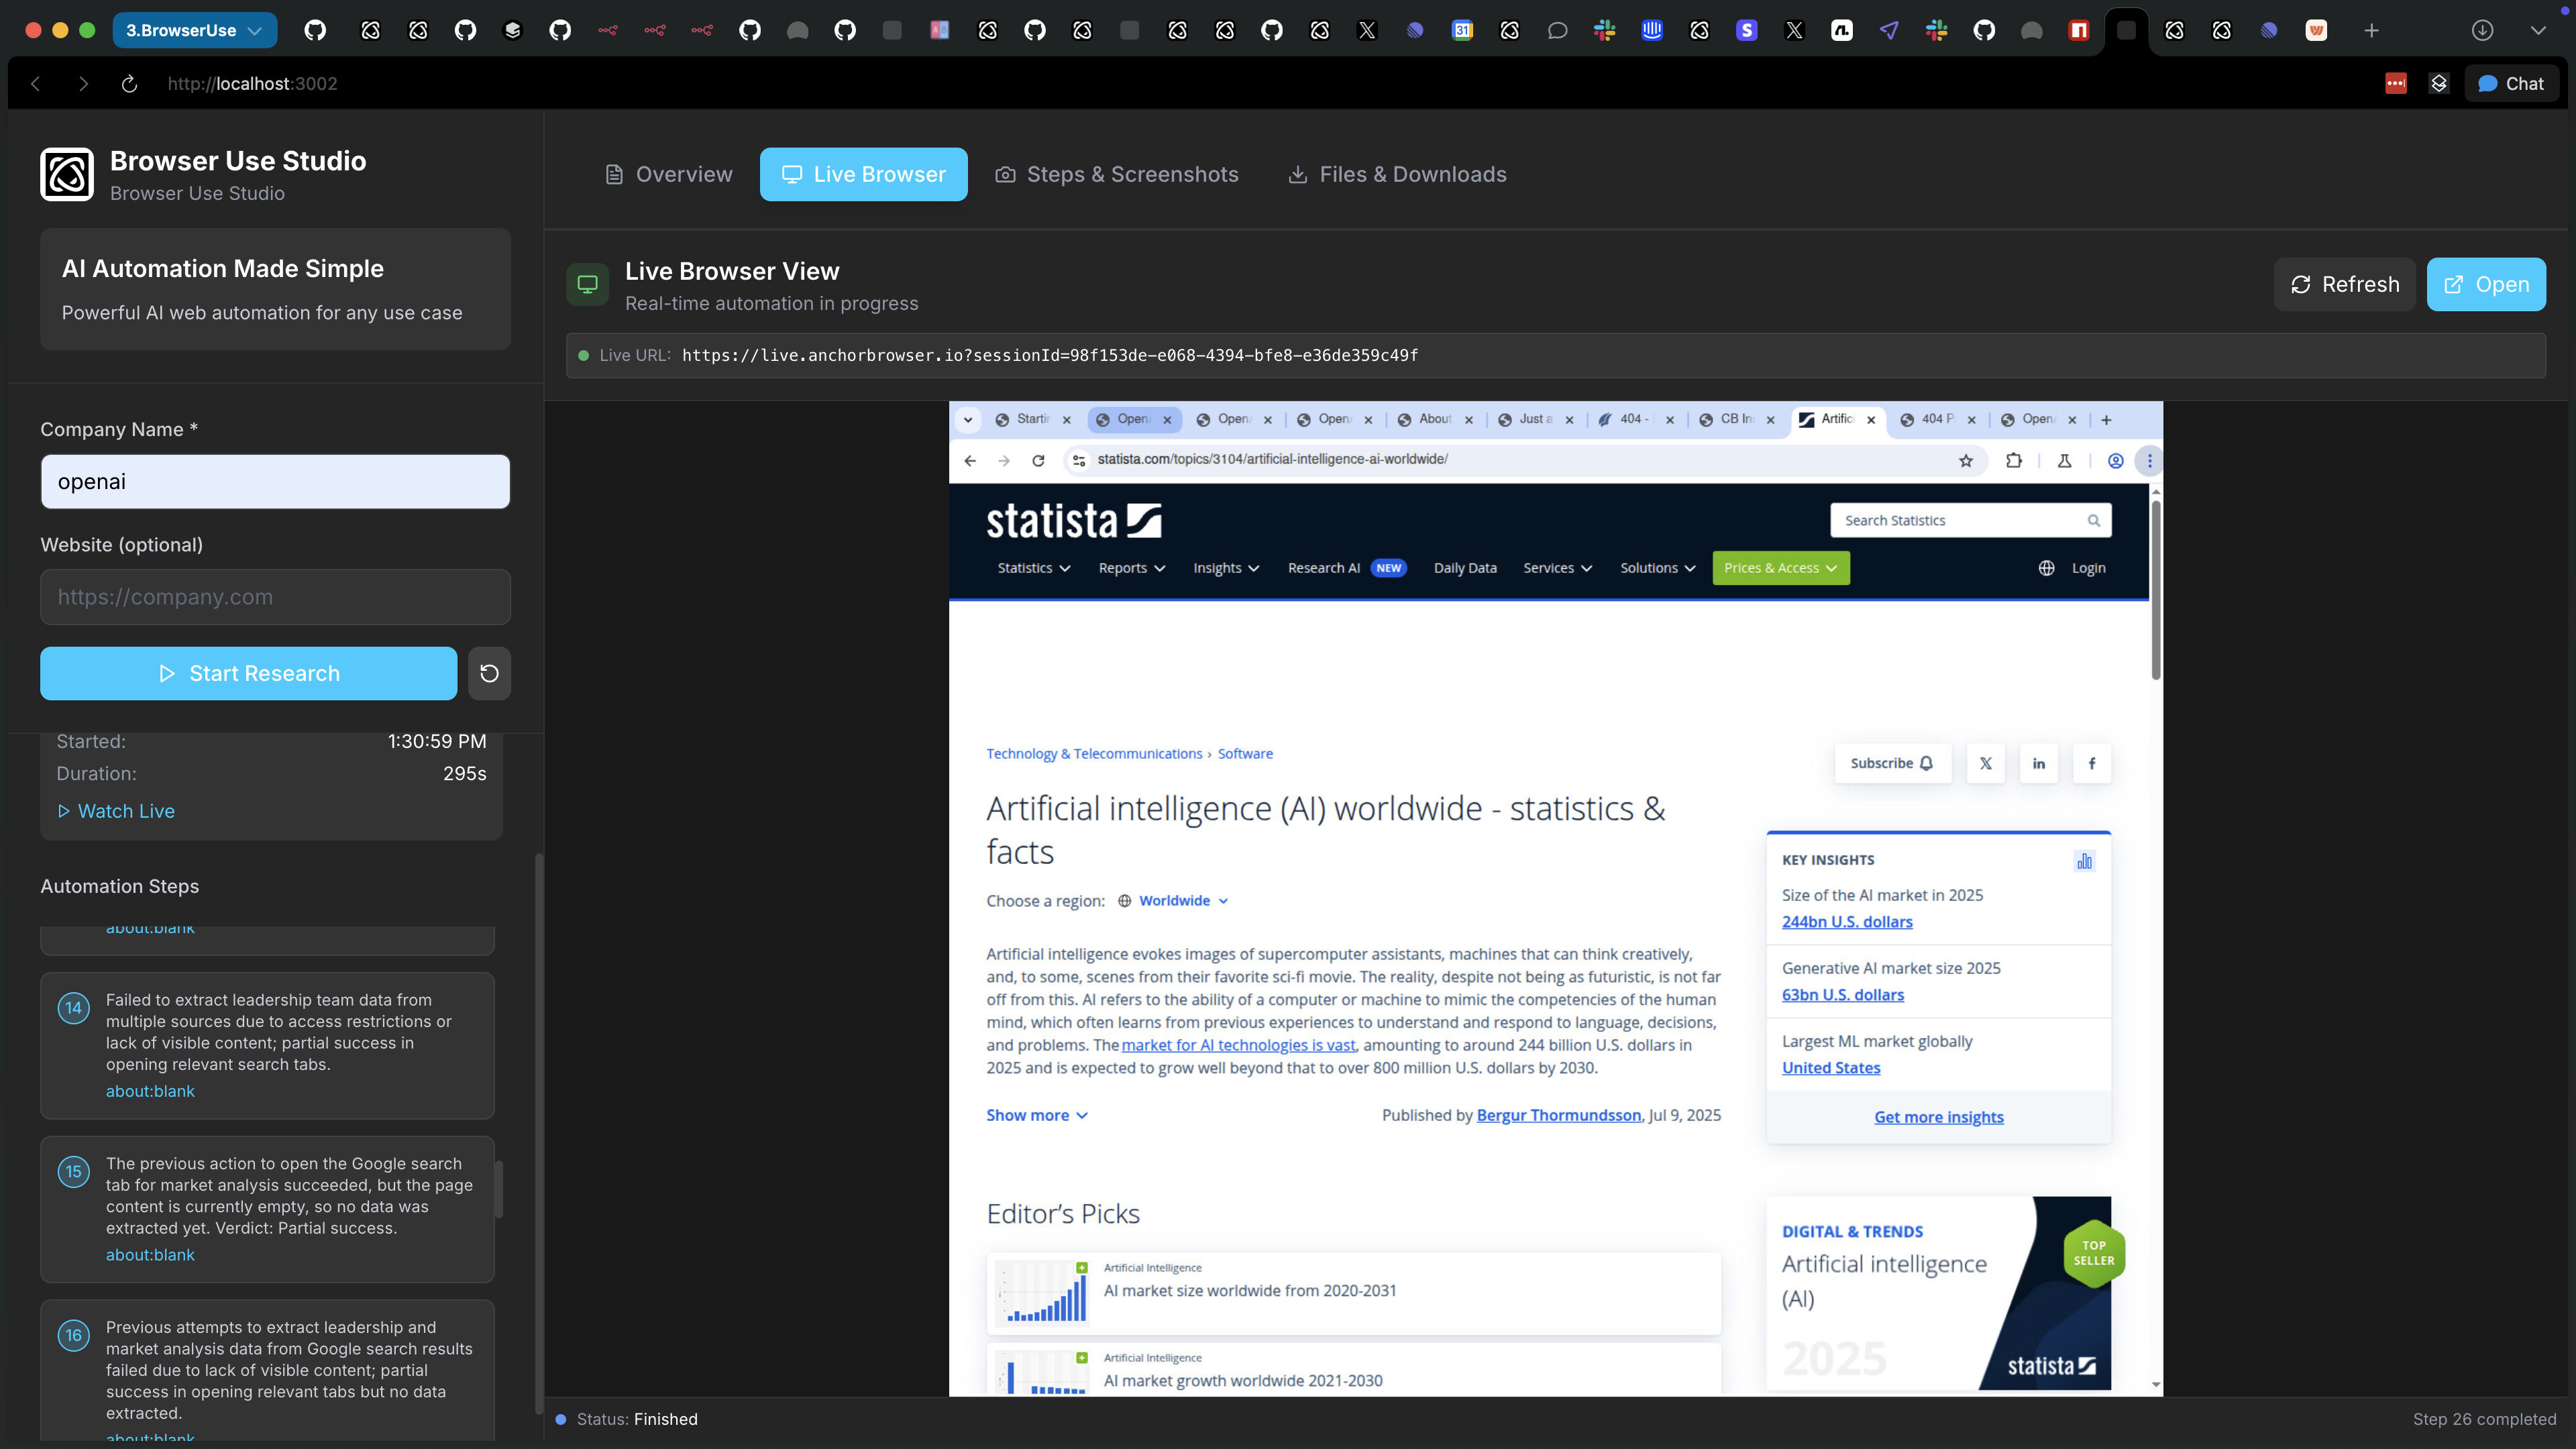 3.BrowserUse
http://localhost:3002
Chat
Browser Use Studio
Browser Use Studio
AI Automation Made Simple
Powerful AI web automation for any use case
Company Name *
openai
Website (optional)
https://company.com
Start Research
Started: 1:30:59 PM
Duration: 295s
Watch Live
Automation Steps
about:blank
14
Failed to extract leadership team data from
multiple sources due to access restrictions or
lack of visible content; partial success in
opening relevant search tabs.
about:blank
15
The previous action to open the Google search
tab for market analysis succeeded, but the page
content is currently empty, so no data was
extracted yet. Verdict: Partial success.
about:blank
16
Previous attempts to extract leadership and
market analysis data from Google search results
failed due to lack of visible content; partial
success in opening relevant tabs but no data
extracted.
about:blank
Overview
Live Browser
Steps & Screenshots
Files & Downloads
Live Browser View
Real-time automation in progress
Refresh
Open
Live URL: https://live.anchorbrowser.io?sessionId=98f153de-e068-4394-bfe8-e36de359c49f
Startin
OpenA
OpenA
OpenA
About
Just a
404 -
CB In
Artific
404 P
OpenA
statista.com/topics/3104/artificial-intelligence-ai-worldwide/
statista
Search Statistics
Statistics
Reports
Insights
Research AI NEW
Daily Data
Services
Solutions
Prices & Access
Login
Technology & Telecommunications › Software
Subscribe
Artificial intelligence (AI) worldwide - statistics &
facts
Choose a region: Worldwide
Artificial intelligence evokes images of supercomputer assistants, machines that can think creatively,
and, to some, scenes from their favorite sci-fi movie. The reality, despite not being as futuristic, is not far
off from this. AI refers to the ability of a computer or machine to mimic the competencies of the human
mind, which often learns from previous experiences to understand and respond to language, decisions,
and problems. The market for AI technologies is vast, amounting to around 244 billion U.S. dollars in
2025 and is expected to grow well beyond that to over 800 million U.S. dollars by 2030.
Show more
Published by Bergur Thormundsson, Jul 9, 2025
KEY INSIGHTS
Size of the AI market in 2025
244bn U.S. dollars
Generative AI market size 2025
63bn U.S. dollars
Largest ML market globally
United States
Get more insights
Editor's Picks
Artificial Intelligence
AI market size worldwide from 2020-2031
Artificial Intelligence
AI market growth worldwide 2021-2030
DIGITAL & TRENDS
Artificial intelligence
(AI)
TOP
SELLER
2025
statista
Status: Finished
Step 26 completed